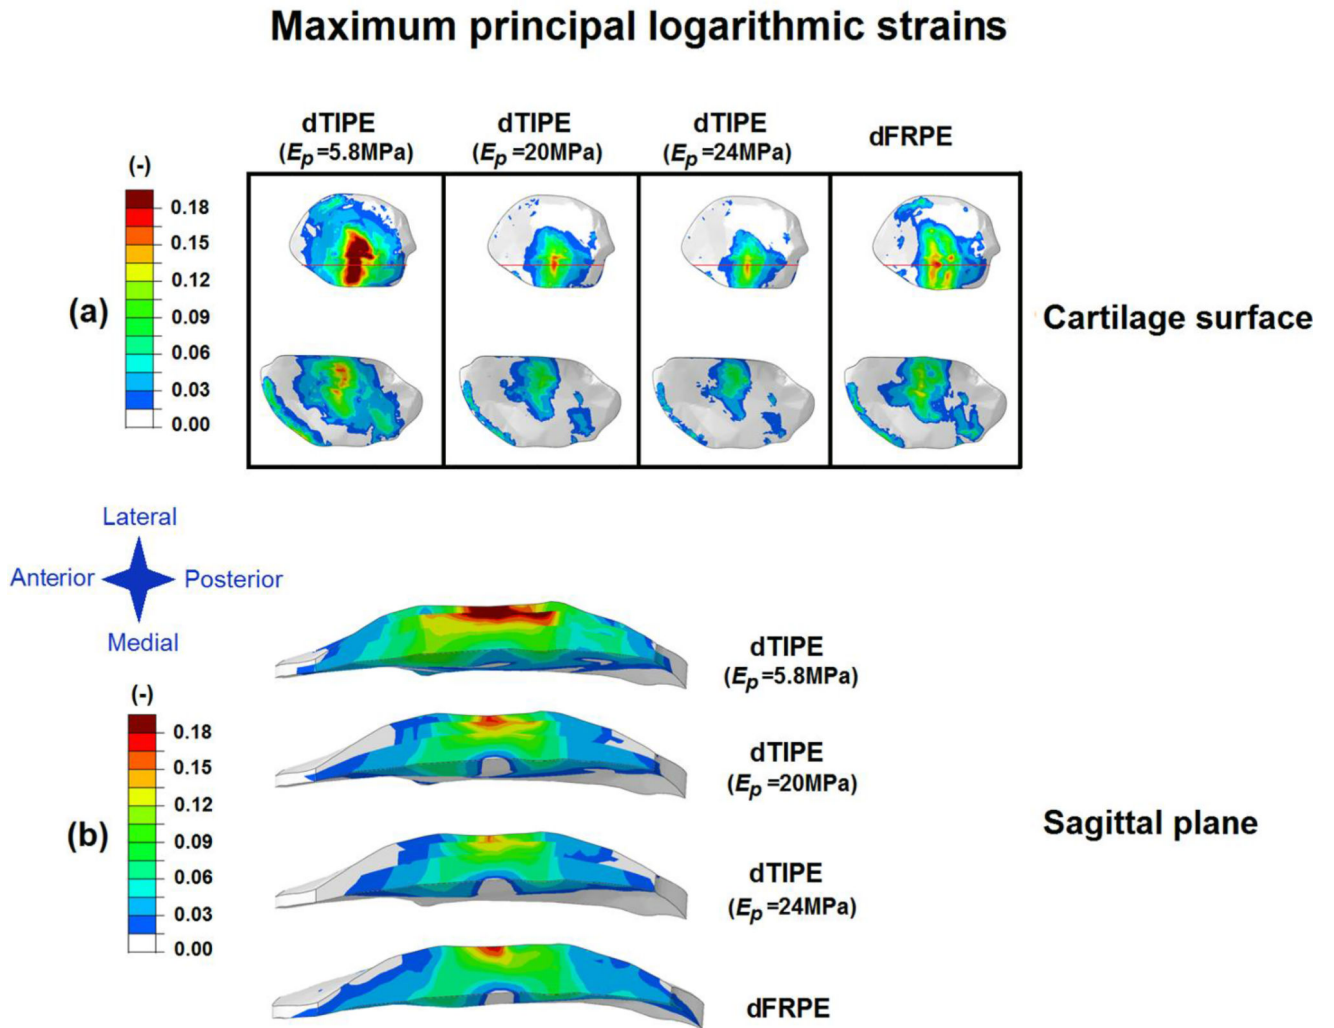 Maximum principal logarithmic strains
dTIPE
(Ep=5.8MPa)
dTIPE
(Ep=20MPa)
dTIPE
(Ep=24MPa)
dFRPE
(-)
0.18
0.15
0.12
0.09
0.06
0.03
0.00
(a)
Cartilage surface
Lateral
Anterior
Posterior
Medial
(-)
0.18
0.15
0.12
0.09
0.06
0.03
0.00
(b)
dTIPE
(Ep=5.8MPa)
dTIPE
(Ep=20MPa)
dTIPE
(Ep=24MPa)
dFRPE
Sagittal plane